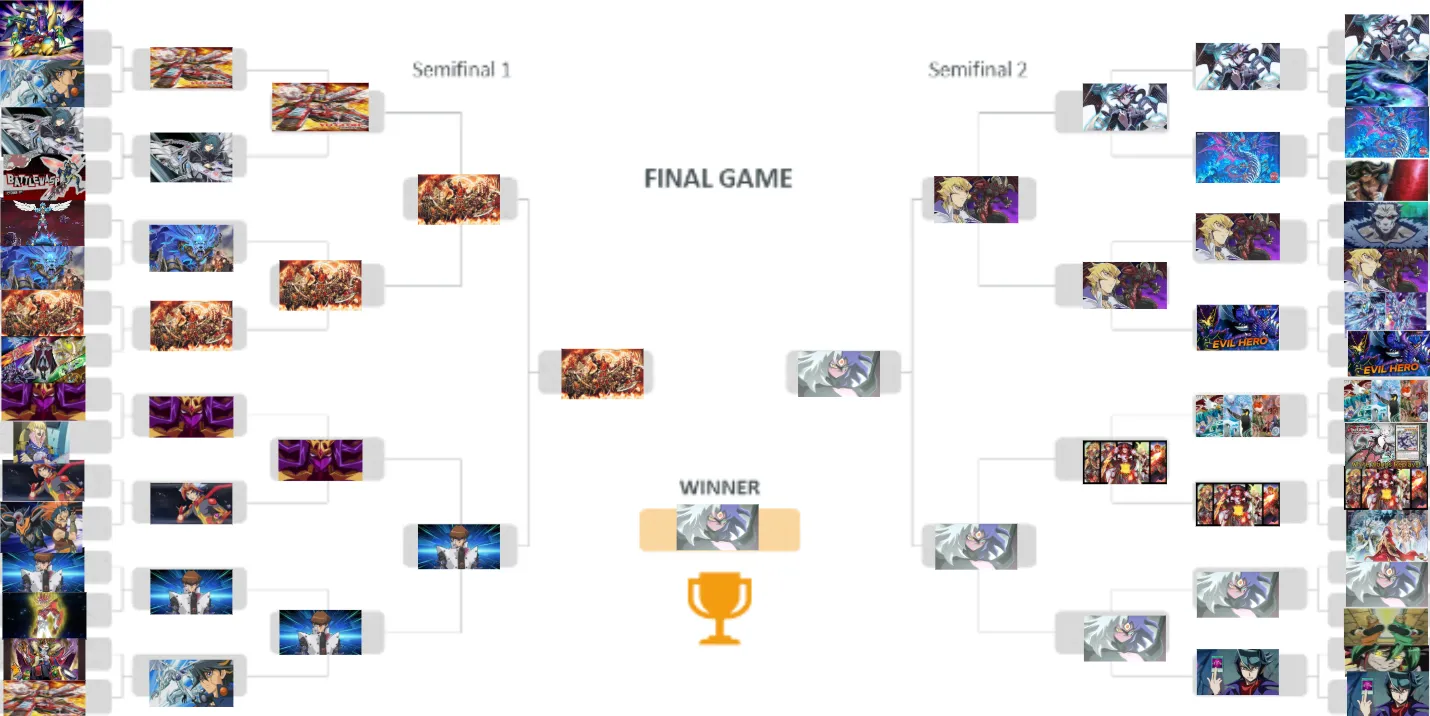 Semifinal 1
Semifinal 2
FINAL GAME
BATTLEWASP
EVIL HERO
EVIL HERO
WINNER